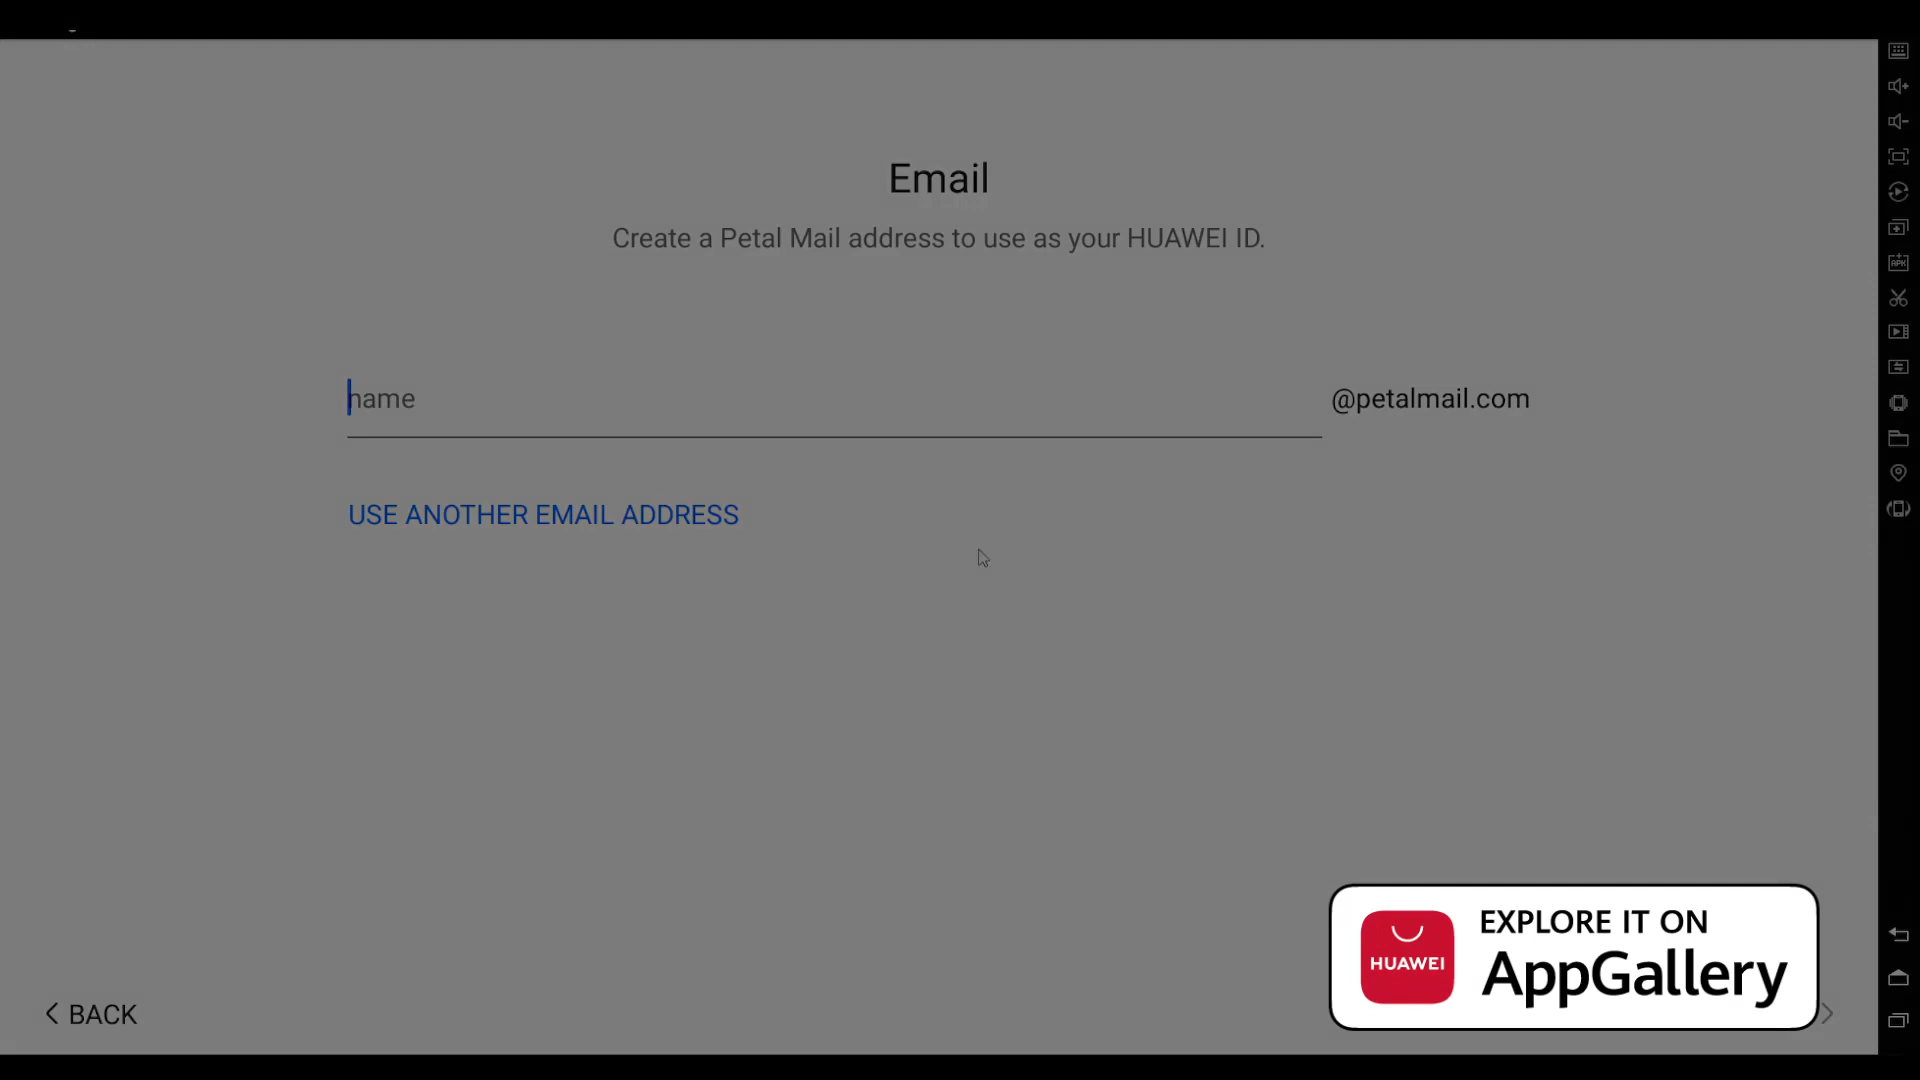 Email
Create a Petal Mail address to use as your HUAWEI ID.
name
@petalmail.com
USE ANOTHER EMAIL ADDRESS
APK
EXPLORE IT ON
HUAWEI
AppGallery
BACK